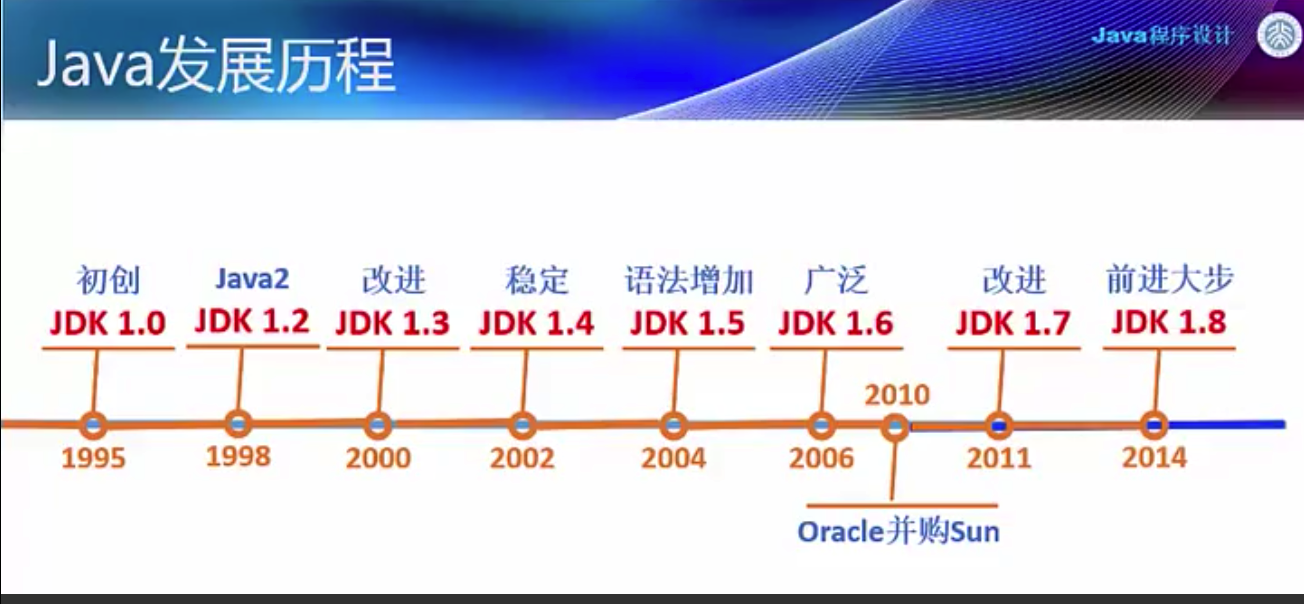 Java发展历程
Java程序设计
初创
JDK 1.0
1995
Java2
JDK 1.2
1998
改进
JDK 1.3
2000
稳定
JDK 1.4
2002
语法增加
JDK 1.5
2004
广泛
JDK 1.6
2006
2010
Oracle并购Sun
改进
JDK 1.7
2011
前进大步
JDK 1.8
2014